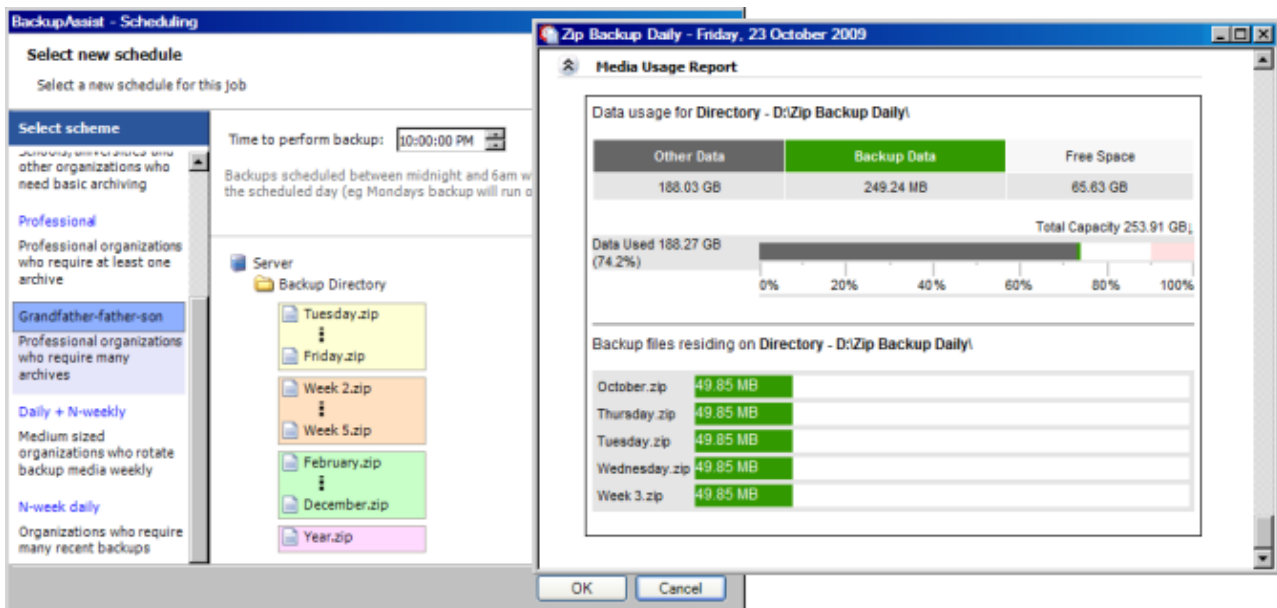 BackupAssist - Scheduling
Select new schedule
Select a new schedule for this job
Select scheme
Schools, universities and
other organizations who
need basic archiving
Professional
Professional organizations
who require at least one
archive
Grandfather-father-son
Professional organizations
who require many
archives
Daily + N-weekly
Medium sized
organizations who rotate
backup media weekly
N-week daily
Organizations who require
many recent backups
Time to perform backup: 10:00:00 PM
Backups scheduled between midnight and 6am w
the scheduled day (eg Mondays backup will run o
Server
Backup Directory
Tuesday.zip
Friday.zip
Week 2.zip
Week 5.zip
February.zip
December.zip
Year.zip
OK Cancel
Zip Backup Daily - Friday, 23 October 2009
Media Usage Report
Data usage for Directory - D:\Zip Backup Daily\
Other Data Backup Data Free Space
188.03 GB 249.24 MB 65.63 GB
Total Capacity 253.91 GB↓
Data Used 188.27 GB
(74.2%)
0% 20% 40% 60% 80% 100%
Backup files residing on Directory - D:\Zip Backup Daily\
October.zip 49.85 MB
Thursday.zip 49.85 MB
Tuesday.zip 49.85 MB
Wednesday.zip 49.85 MB
Week 3.zip 49.85 MB